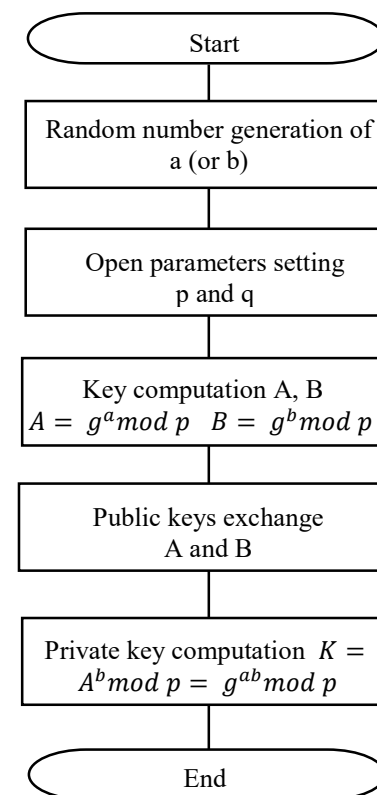 Start
Random number generation of
a (or b)
Open parameters setting
p and q
Key computation A, B
A = g^a mod p B = g^b mod p
Public keys exchange
A and B
Private key computation K =
A^b mod p = g^ab mod p
End